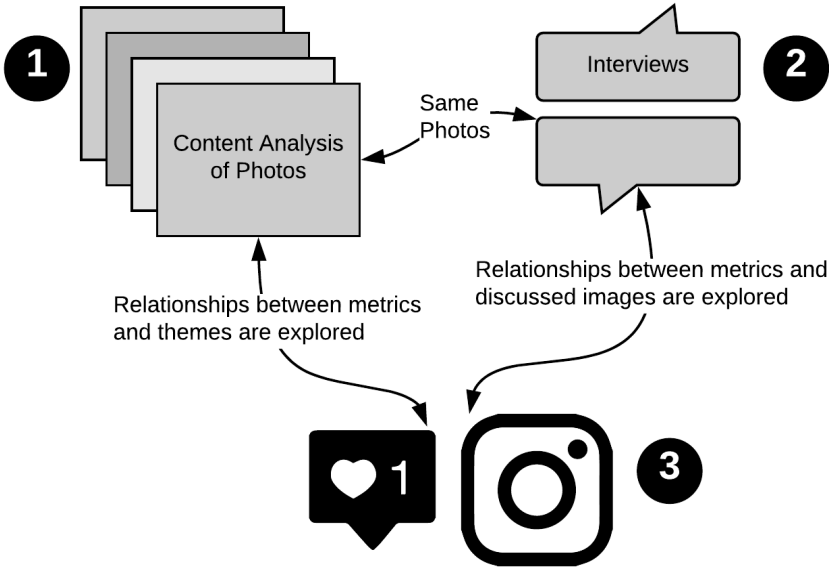 1
Content Analysis
of Photos
Same
Photos
Interviews
2
Relationships between metrics
and themes are explored
Relationships between metrics and
discussed images are explored
1
3